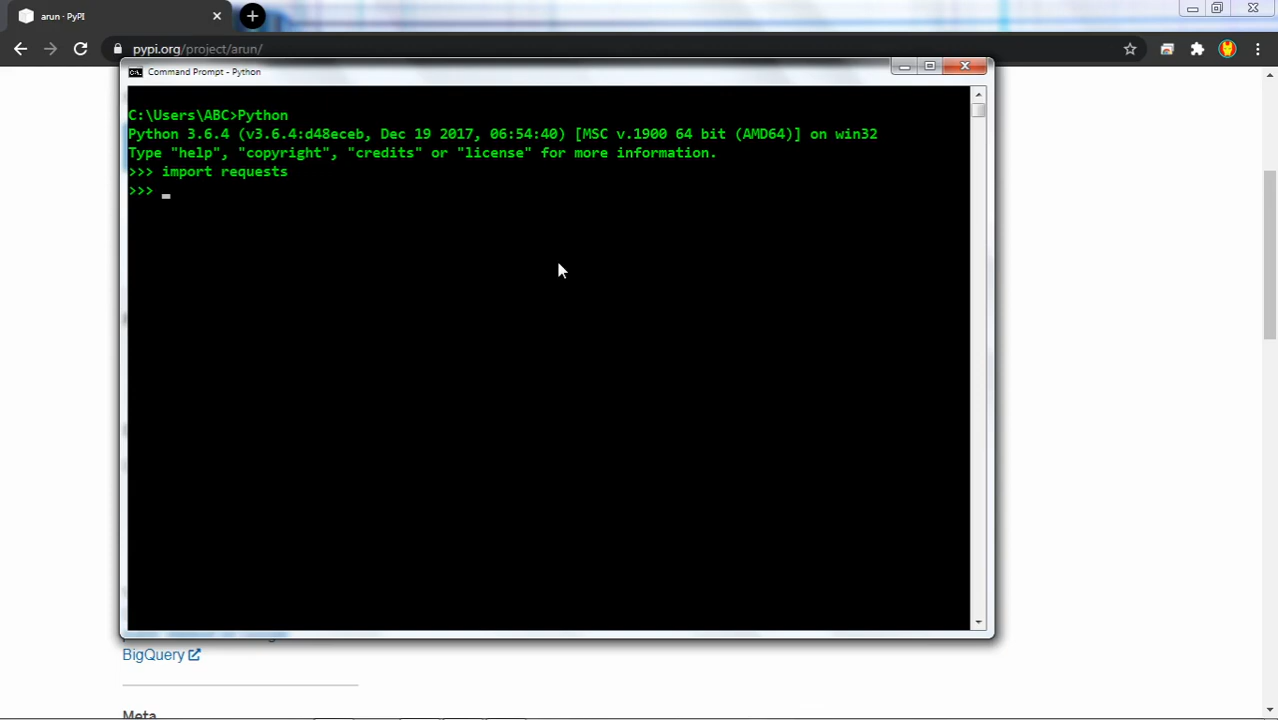 arun · PyPI
pypi.org/project/arun/
Command Prompt - Python
C:\Users\ABC>Python
Python 3.6.4 (v3.6.4:d48eceb, Dec 19 2017, 06:54:40) [MSC v.1900 64 bit (AMD64)] on win32
Type "help", "copyright", "credits" or "license" for more information.
>>> import requests
>>>
BigQuery
Meta